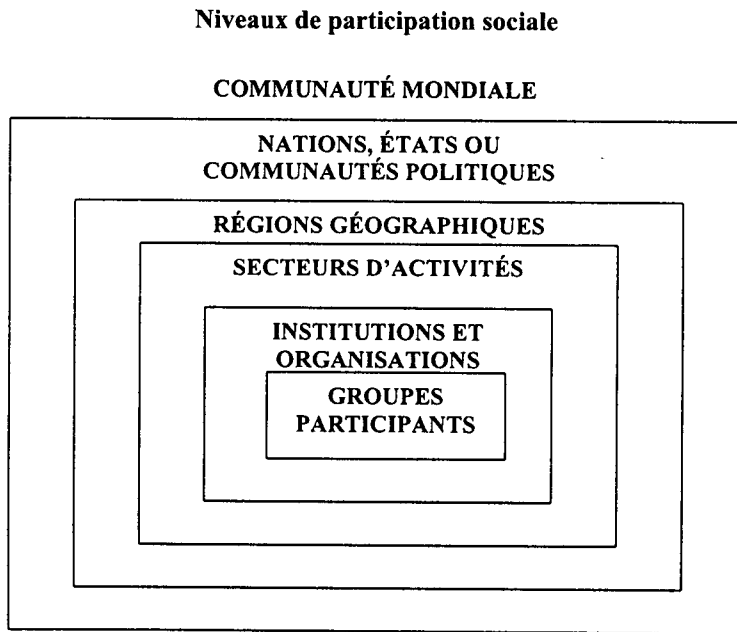 Niveaux de participation sociale
COMMUNAUTÉ MONDIALE
NATIONS, ÉTATS OU
COMMUNAUTÉS POLITIQUES
RÉGIONS GÉOGRAPHIQUES
SECTEURS D'ACTIVITÉS
INSTITUTIONS ET
ORGANISATIONS
GROUPES
PARTICIPANTS